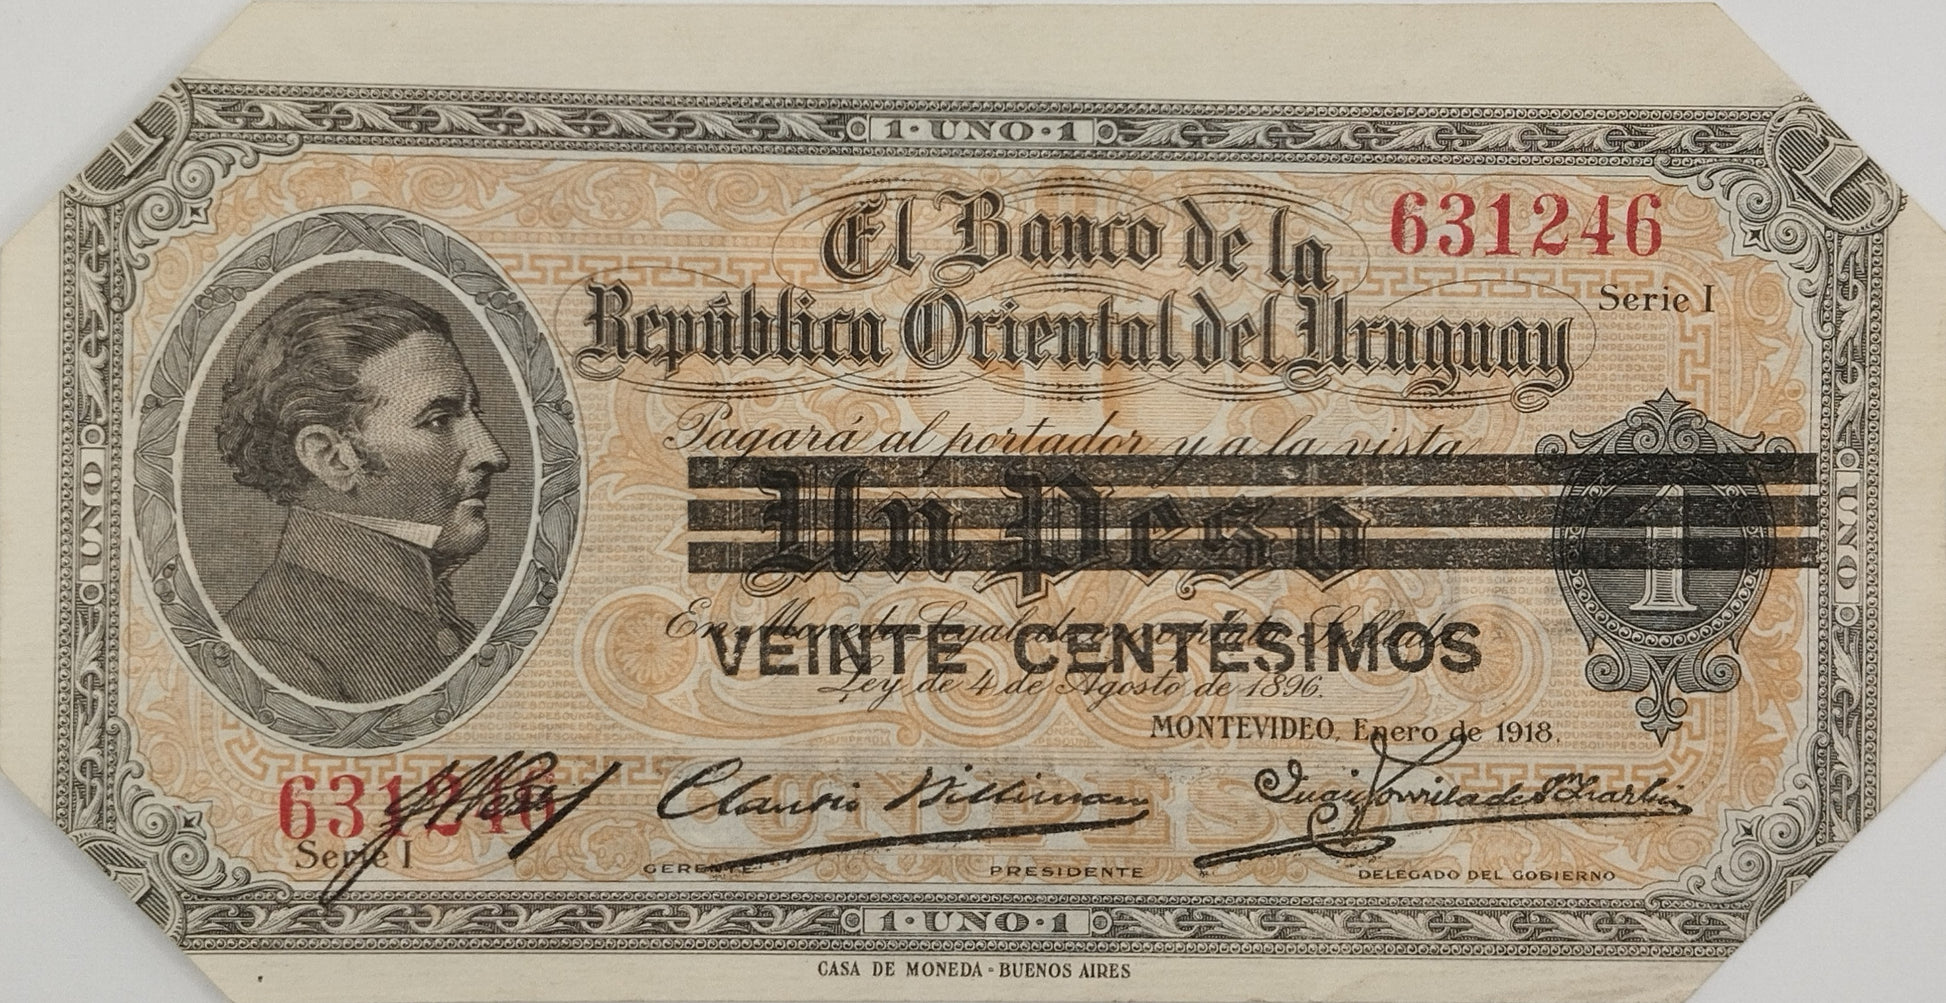 1·UNO·1
El Banco de la
República Oriental del Uruguay
631246
Serie I
Pagará al portador y a la vista
Un Peso
1
VEINTE CENTÉSIMOS
Ley de 4 de Agosto de 1896.
MONTEVIDEO, Enero de 1918.
631246
Serie I
Claudio Williman
GERENTE
PRESIDENTE
DELEGADO DEL GOBIERNO
UNO
UNO
1·UNO·1
CASA DE MONEDA - BUENOS AIRES